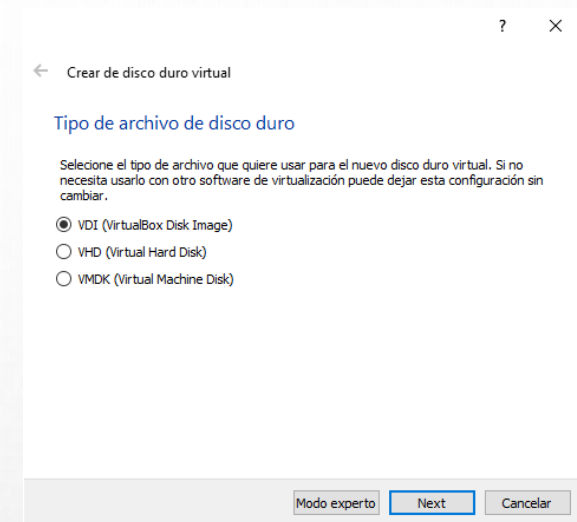 ?
Crear de disco duro virtual
Tipo de archivo de disco duro
Selecione el tipo de archivo que quiere usar para el nuevo disco duro virtual. Si no
necesita usarlo con otro software de virtualización puede dejar esta configuración sin
cambiar.
VDI (VirtualBox Disk Image)
VHD (Virtual Hard Disk)
VMDK (Virtual Machine Disk)
Modo experto Next Cancelar